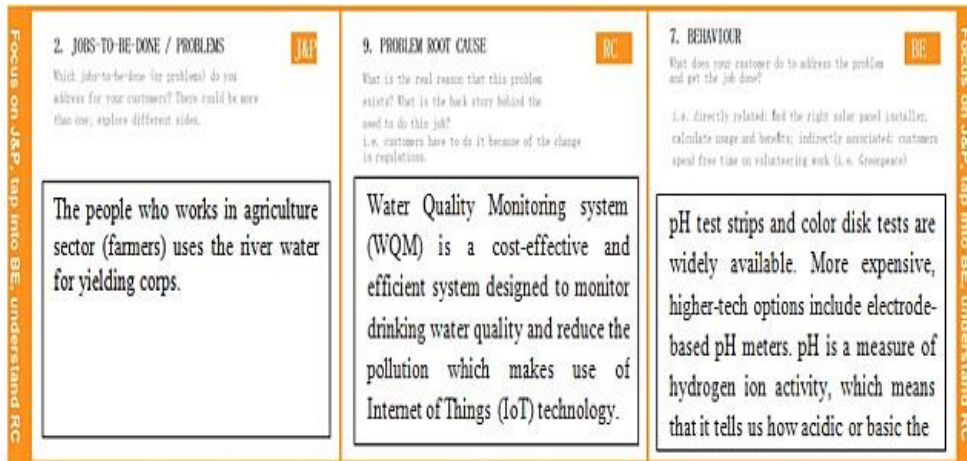 Focus on J&P, tap into BE, understand RC
2. JOBS-TO-BE-DONE / PROBLEMS
J&P
Which jobs-to-be-done (or problems) do you
address for your customers? There could be more
than one; explore different sides.
The people who works in agriculture
sector (farmers) uses the river water
for yielding corps.
9. PROBLEM ROOT CAUSE
RC
What is the real reason that this problem
exists? What is the back story behind the
need to do this job?
i.e. customers have to do it because of the change
in regulations.
Water Quality Monitoring system
(WQM) is a cost-effective and
efficient system designed to monitor
drinking water quality and reduce the
pollution which makes use of
Internet of Things (IoT) technology.
7. BEHAVIOUR
BE
What does your customer do to address the problem
and get the job done?
i.e. directly related: find the right solar panel installer,
calculate usage and benefits; indirectly associated: customers
spend free time on volunteering work (i.e. Greenpeace)
pH test strips and color disk tests are
widely available. More expensive,
higher-tech options include electrode-
based pH meters. pH is a measure of
hydrogen ion activity, which means
that it tells us how acidic or basic the
Focus on J&P, tap into BE, understand RC